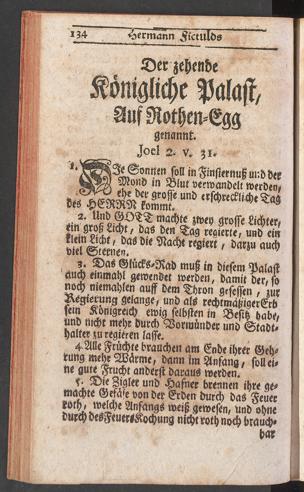 134 Hermann Fictulds
Der zehende
Königliche Palast,
Auf Rothen-Egg
genannt.
Joel 2. v. 31.
1. DJe Sonnen soll in Finsternuß und der
Mond in Blut verwandelt werden,
ehe der grosse und erschreckliche Tag
des HERRN kommt.
2. Und GOTT machte zwey grosse Lichter,
ein groß Licht, das den Tag regierte, und ein
klein Licht, das die Nacht regiert, darzu auch
viel Sternen.
3. Das Glücks-Rad muß in diesem Palast
auch einmahl gewendet werden, damit der, so
noch niemahlen auf dem Thron gesessen, zur
Regierung gelange, und als rechtmäßiger Erb
sein Königreich ewig selbsten in Besitz habe,
und nicht mehr durch Vormünder und Stadt-
halter zu regieren lasse.
4. Alle Früchte brauchen am Ende ihrer Geh-
rung mehr Wärme, dann im Anfang, soll ei-
ne gute Frucht anderst daraus werden.
5. Die Zigler und Hafner brennen ihre ge-
machte Gefäse von der Erden durch das Feuer
roth, welche Anfangs weiß gewesen, und ohne
durch des Feuers Kochung nicht roth noch brauch-
bar